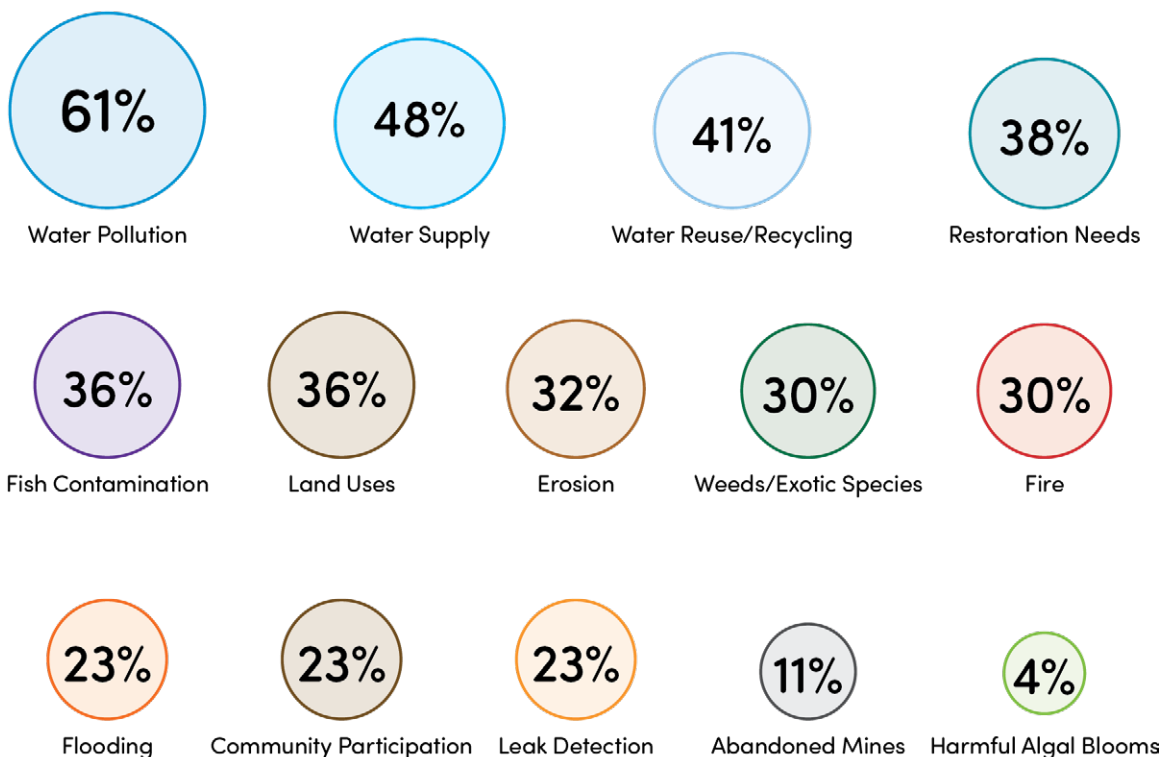 61%
48%
41%
38%
Water Pollution
Water Supply
Water Reuse/Recycling
Restoration Needs
36%
36%
32%
30%
30%
Fish Contamination
Land Uses
Erosion
Weeds/Exotic Species
Fire
23%
23%
23%
11%
4%
Flooding
Community Participation
Leak Detection
Abandoned Mines
Harmful Algal Blooms